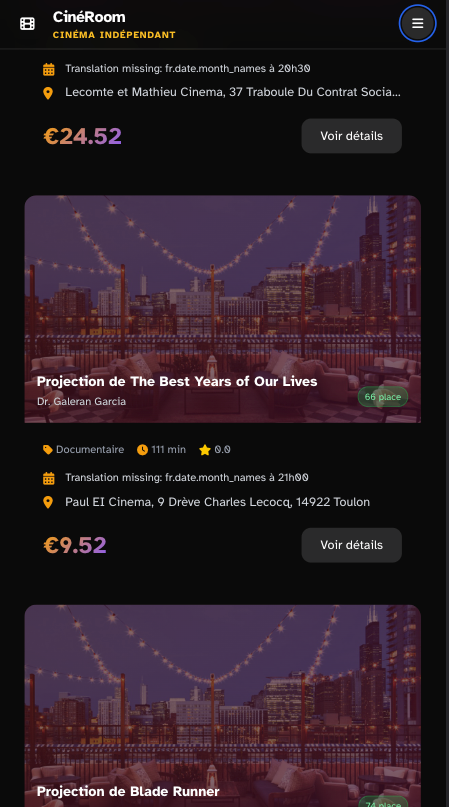 CinéRoom
CINÉMA INDÉPENDANT
Translation missing: fr.date.month_names à 20h30
Lecomte et Mathieu Cinema, 37 Traboule Du Contrat Socia...
€24.52
Voir détails
Projection de The Best Years of Our Lives
Dr. Galeran Garcia
66 place
Documentaire 111 min 0.0
Translation missing: fr.date.month_names à 21h00
Paul EI Cinema, 9 Drève Charles Lecocq, 14922 Toulon
€9.52
Voir détails
Projection de Blade Runner
74 place